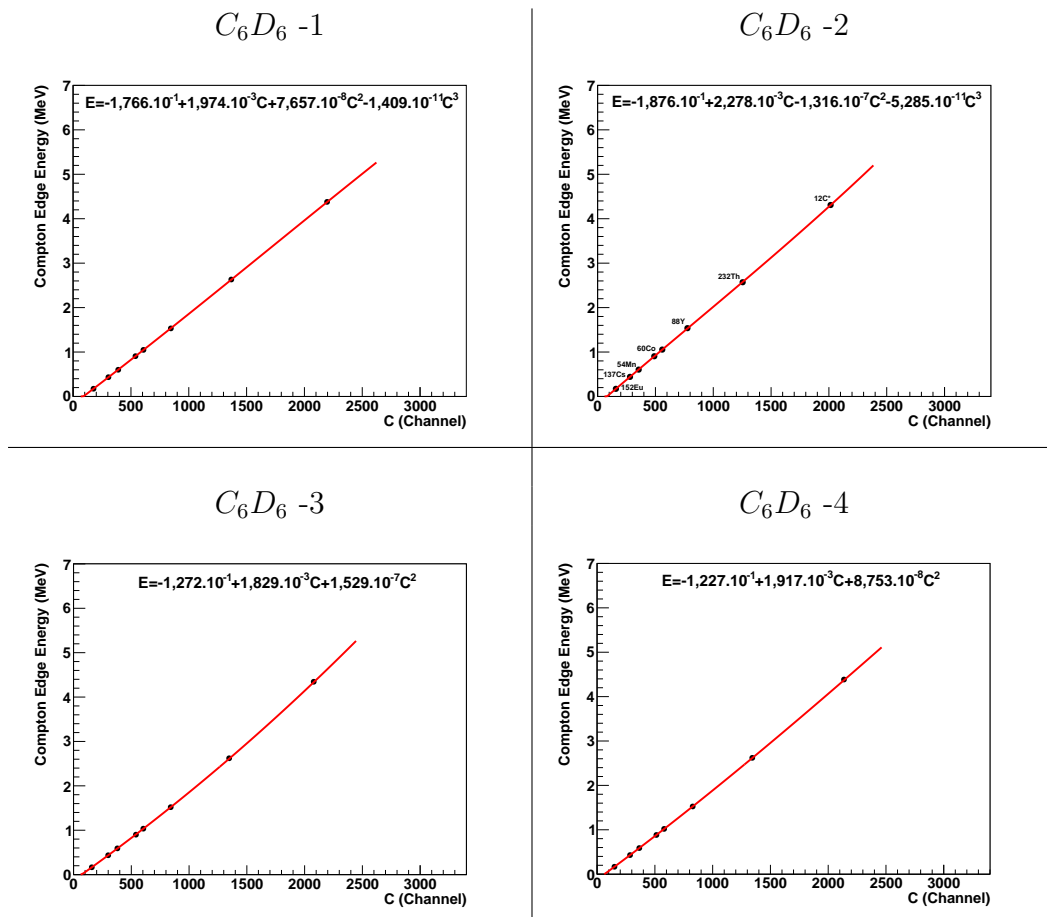 C₆D₆ -1
C₆D₆ -2
E=-1,766.10⁻¹+1,974.10⁻³C+7,657.10⁻⁸C²-1,409.10⁻¹¹C³
Compton Edge Energy (MeV)
7
6
5
4
3
2
1
0
0 500 1000 1500 2000 2500 3000
C (Channel)
E=-1,876.10⁻¹+2,278.10⁻³C-1,316.10⁻⁷C²-5,285.10⁻¹¹C³
Compton Edge Energy (MeV)
7
6
5
4
3
2
1
0
12C*
232Th
88Y
60Co
54Mn
137Cs
152Eu
0 500 1000 1500 2000 2500 3000
C (Channel)
C₆D₆ -3
C₆D₆ -4
E=-1,272.10⁻¹+1,829.10⁻³C+1,529.10⁻⁷C²
Compton Edge Energy (MeV)
7
6
5
4
3
2
1
0
0 500 1000 1500 2000 2500 3000
C (Channel)
E=-1,227.10⁻¹+1,917.10⁻³C+8,753.10⁻⁸C²
Compton Edge Energy (MeV)
7
6
5
4
3
2
1
0
0 500 1000 1500 2000 2500 3000
C (Channel)